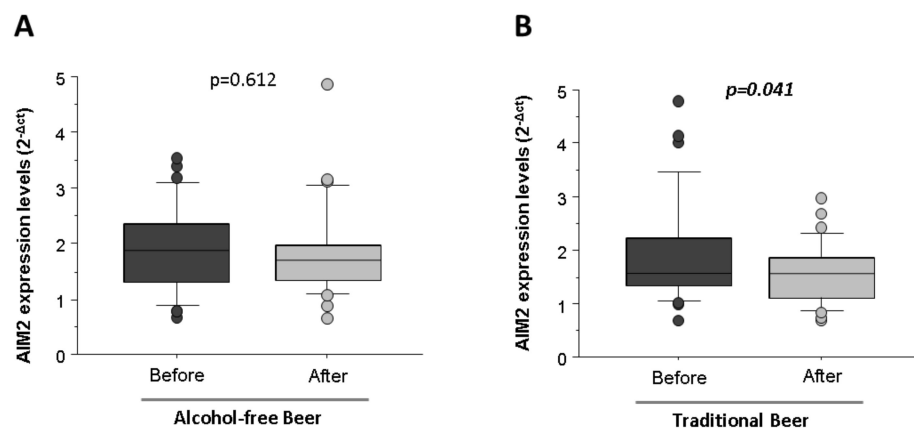 A
AIM2 expression levels (2^-Δct)
p=0.612
5
4
3
2
1
0
Before After
Alcohol-free Beer
B
AIM2 expression levels (2^-Δct)
p=0.041
5
4
3
2
1
0
Before After
Traditional Beer